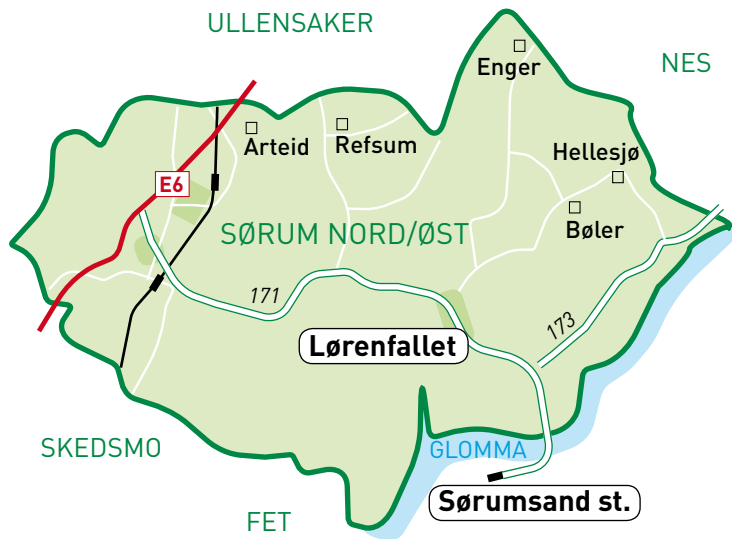 ULLENSAKER
NES
Enger
Arteid
Refsum
Hellesjø
E6
Bøler
SØRUM NORD/ØST
171
173
Lørenfallet
SKEDSMO
GLOMMA
Sørumsand st.
FET